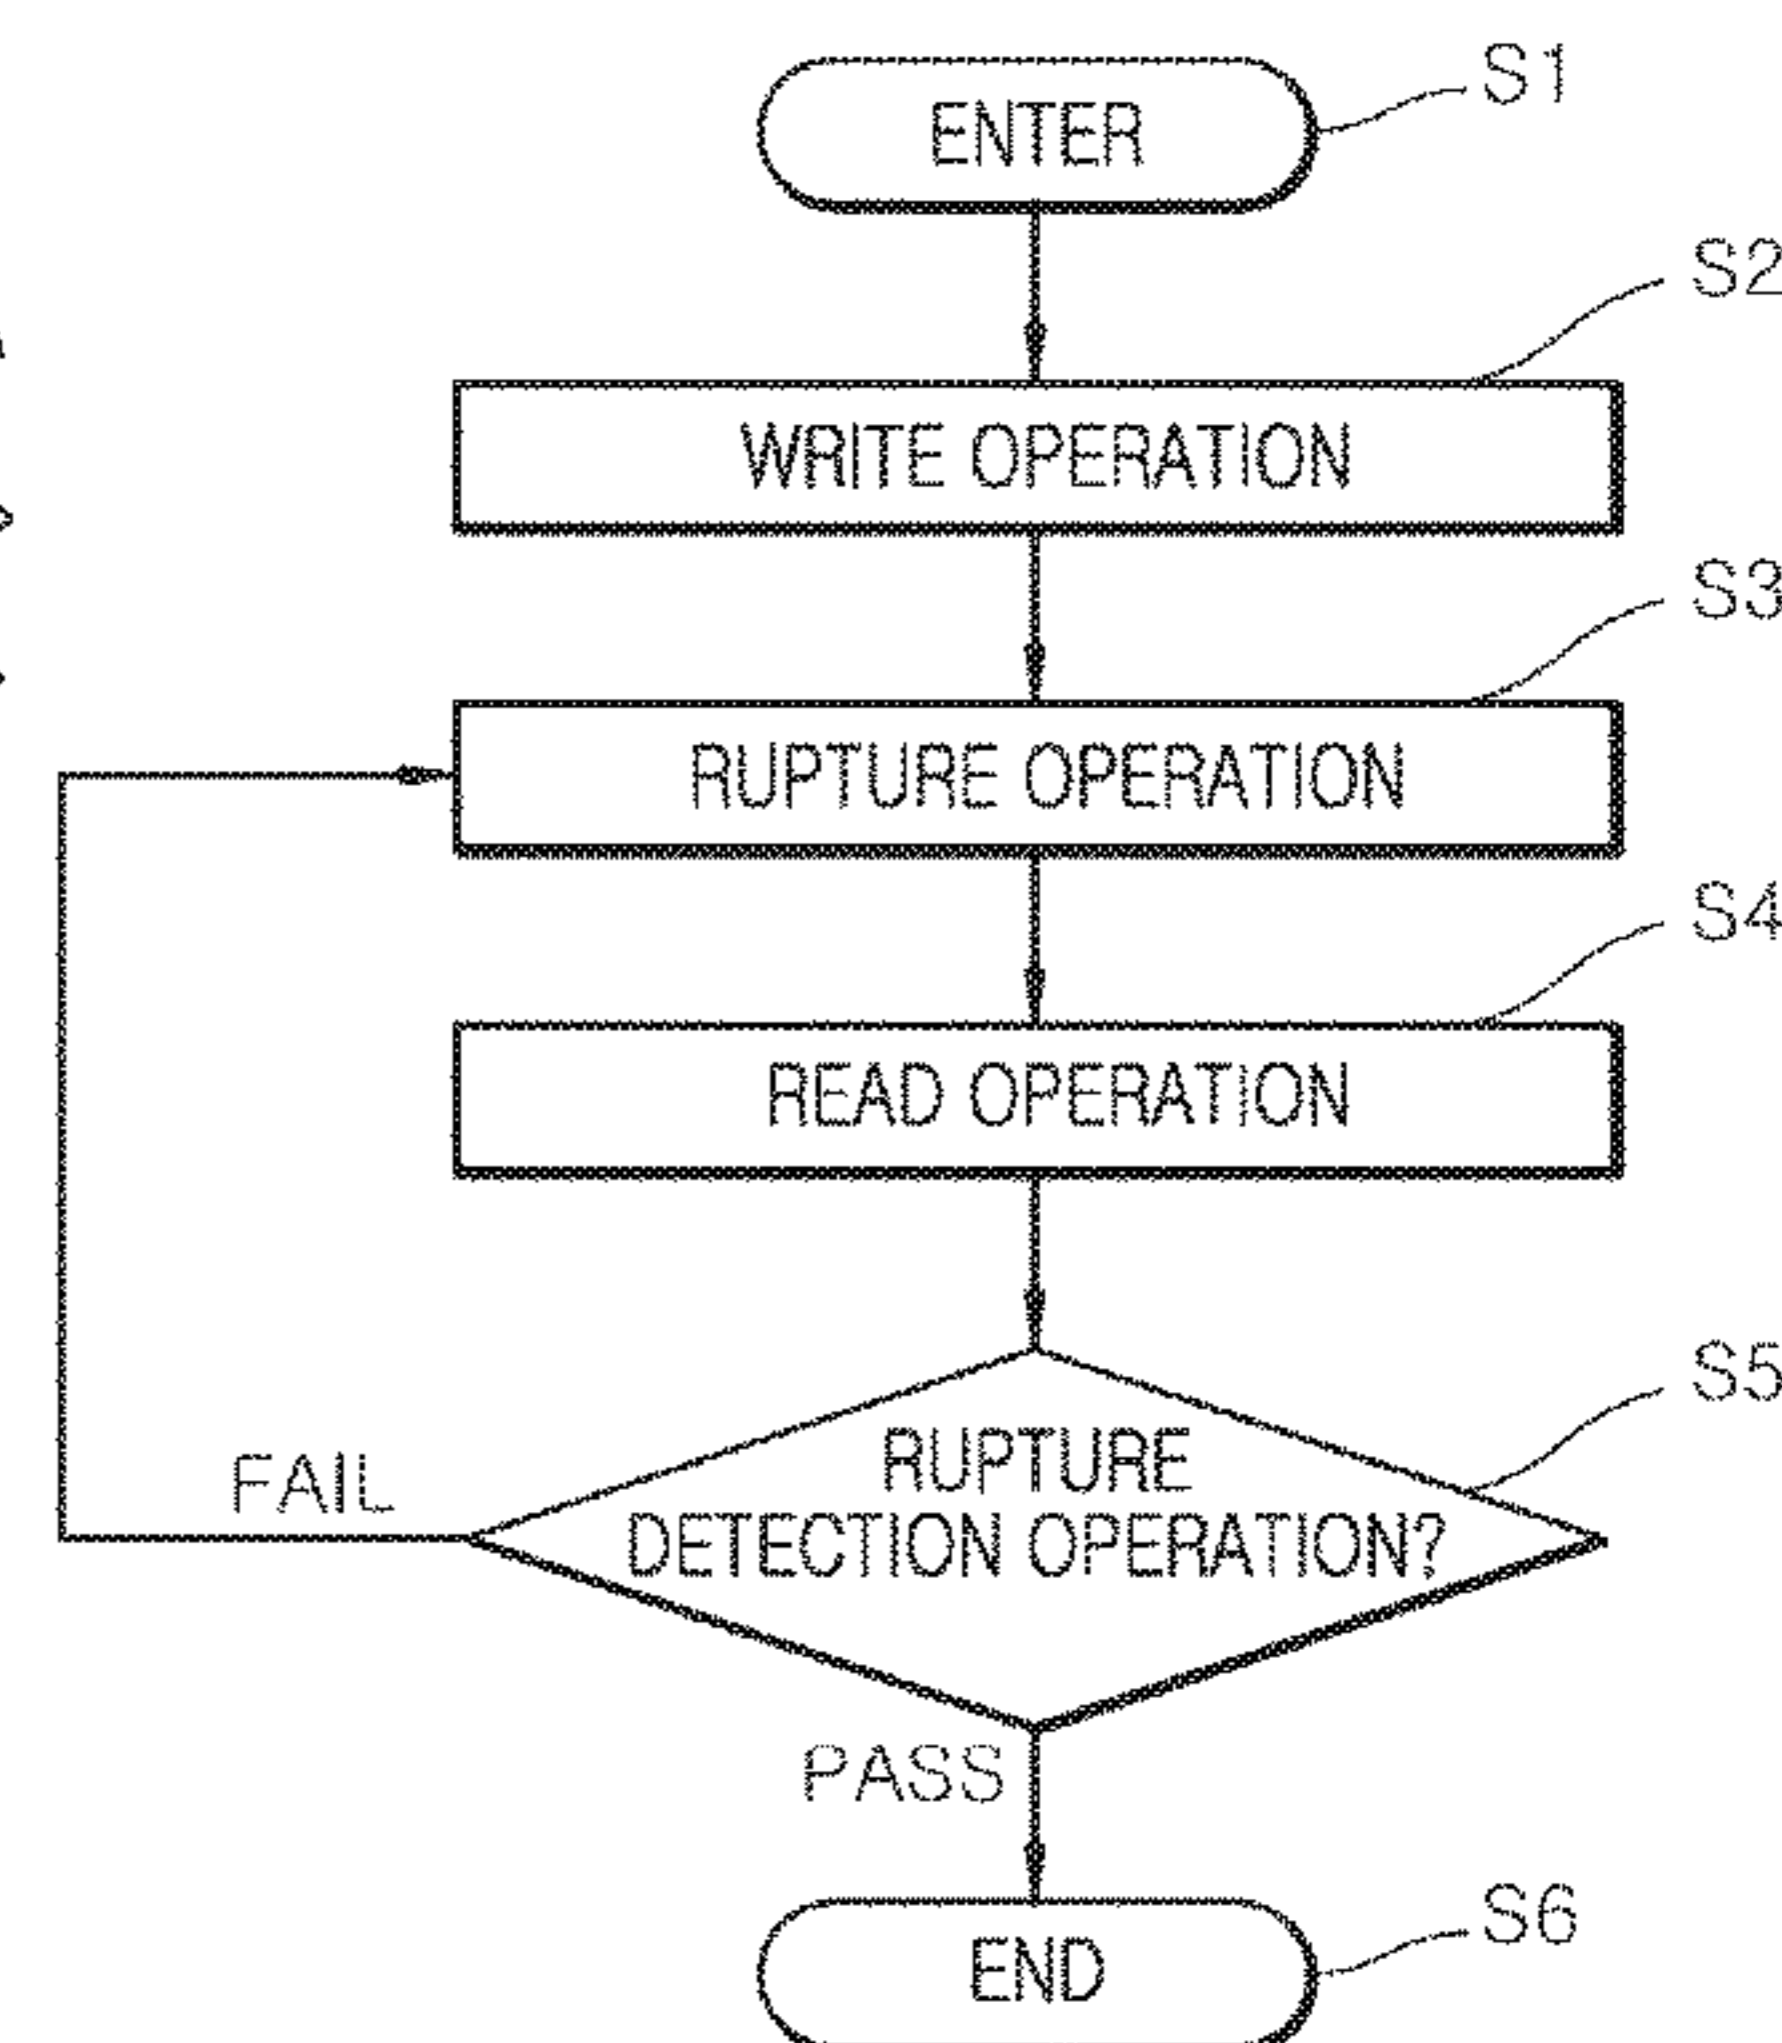 ENTER
S1
S2
WRITE OPERATION
S3
RUPTURE OPERATION
S4
READ OPERATION
S5
RUPTURE
DETECTION OPERATION?
FAIL
PASS
END
S6